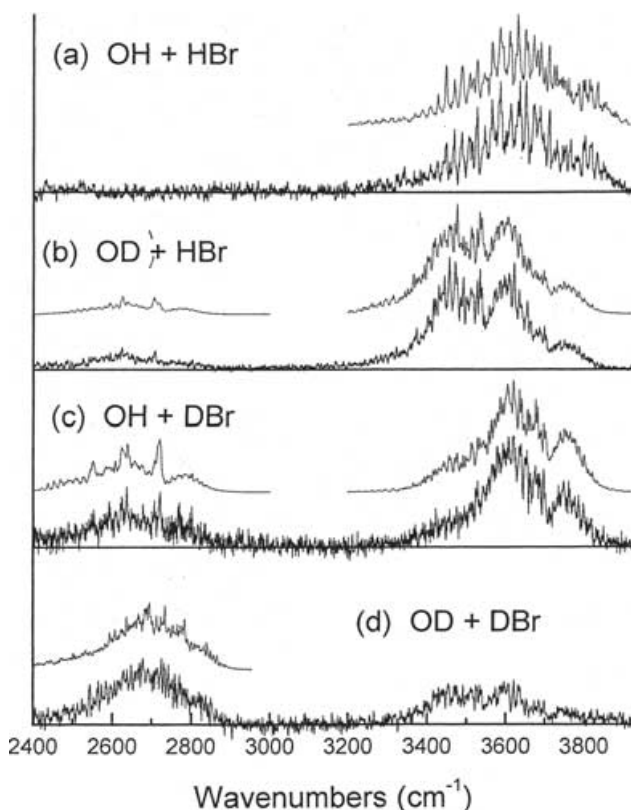 (a) OH + HBr
(b) OD + HBr
(c) OH + DBr
(d) OD + DBr
2400 2600 2800 3000 3200 3400 3600 3800
Wavenumbers (cm⁻¹)